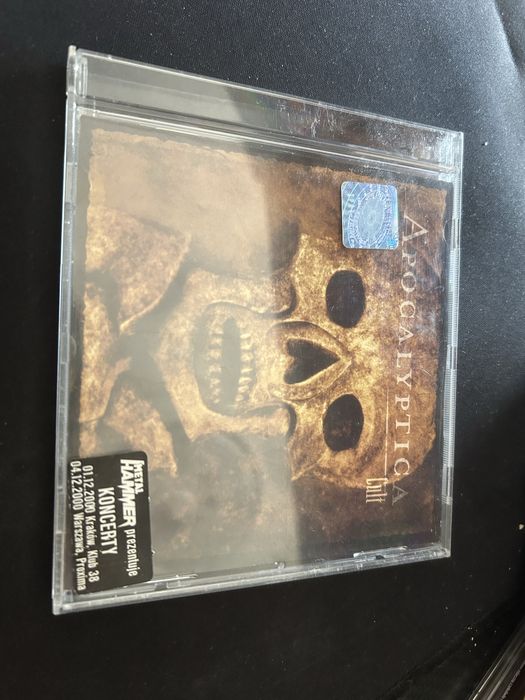 APOCALYPTICA
Cult
METAL
HAMMER prezentuje
KONCERTY
01.12.2000 Kraków, Klub 38
04.12.2000 Warszawa, Proxima